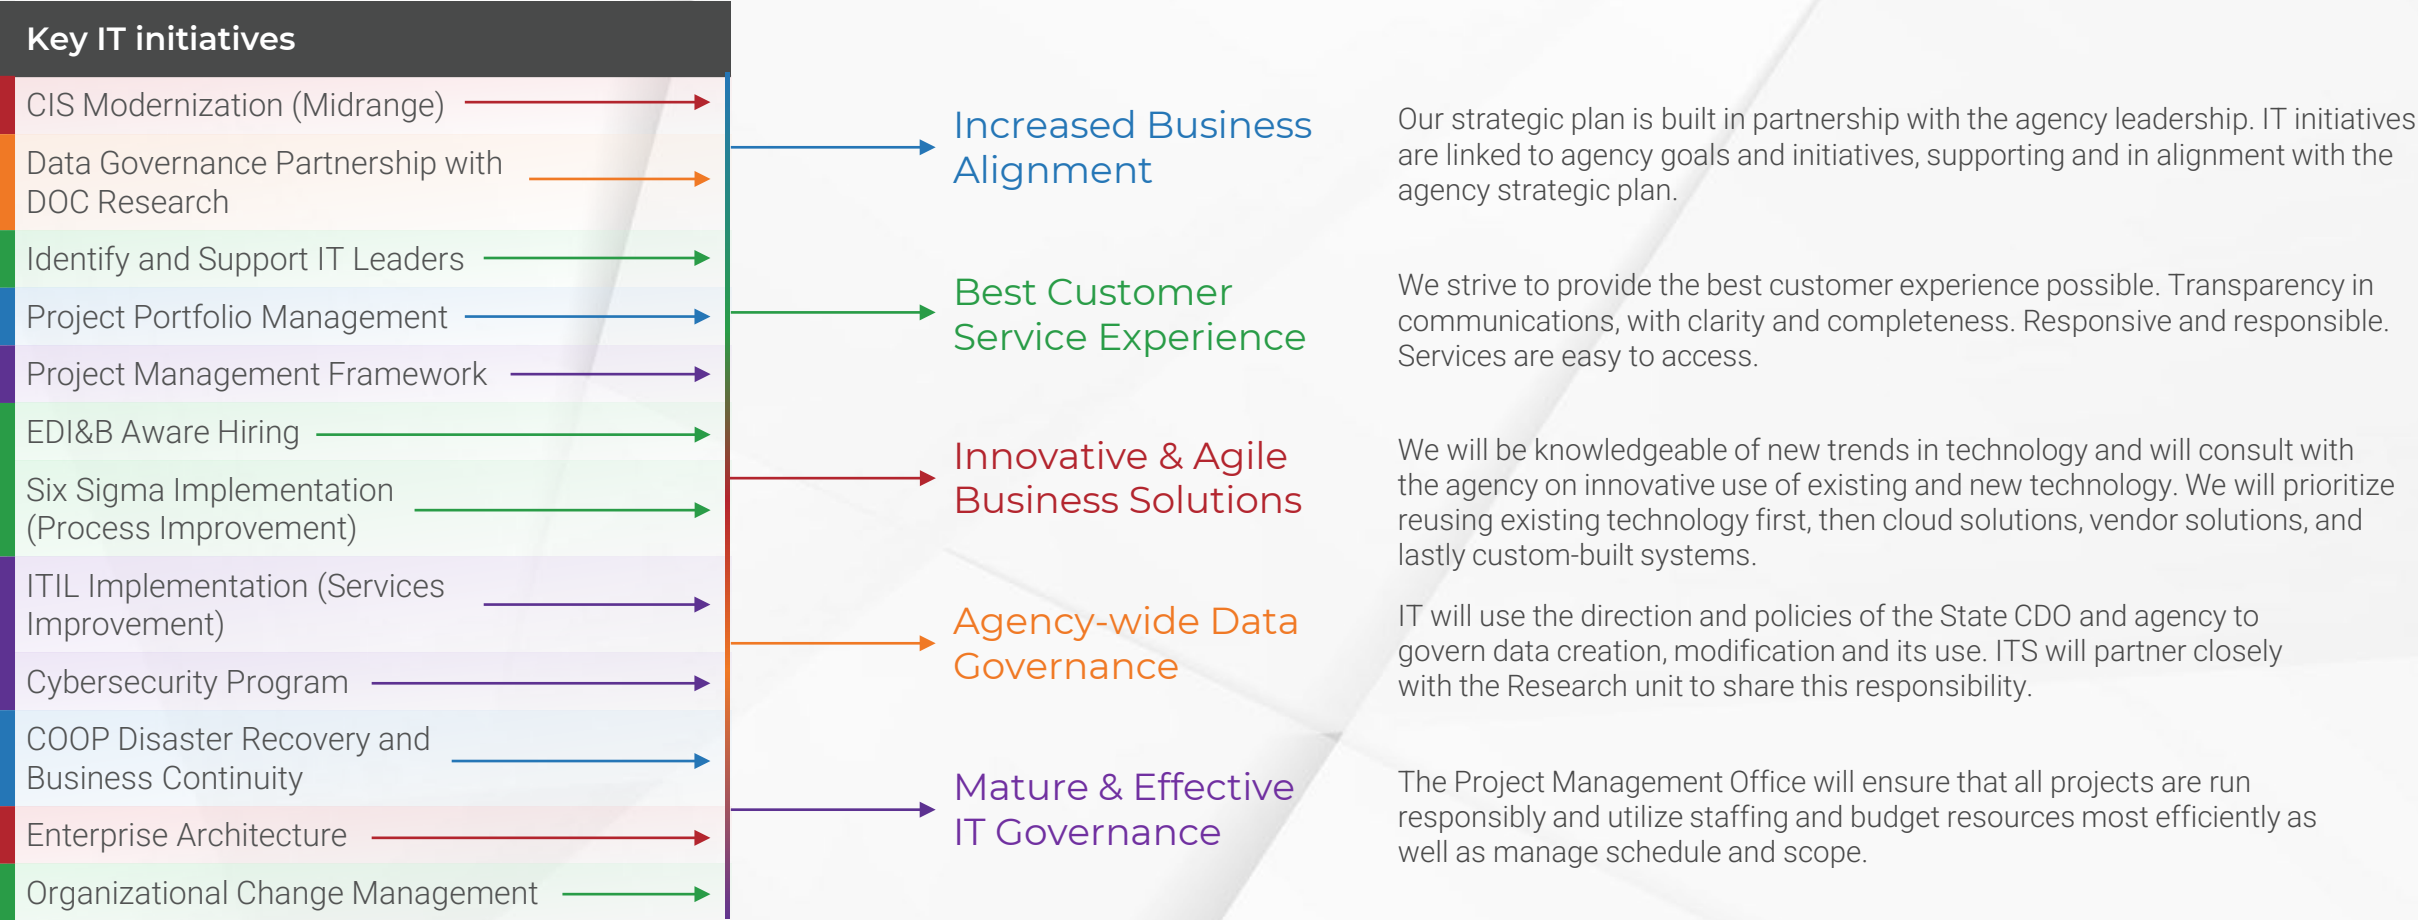 Key IT initiatives
CIS Modernization (Midrange)
Data Governance Partnership with
DOC Research
Identify and Support IT Leaders
Project Portfolio Management
Project Management Framework
EDI&B Aware Hiring
Six Sigma Implementation
(Process Improvement)
ITIL Implementation (Services
Improvement)
Cybersecurity Program
COOP Disaster Recovery and
Business Continuity
Enterprise Architecture
Organizational Change Management
Increased Business
Alignment
Our strategic plan is built in partnership with the agency leadership. IT initiatives
are linked to agency goals and initiatives, supporting and in alignment with the
agency strategic plan.
Best Customer
Service Experience
We strive to provide the best customer experience possible. Transparency in
communications, with clarity and completeness. Responsive and responsible.
Services are easy to access.
Innovative & Agile
Business Solutions
We will be knowledgeable of new trends in technology and will consult with
the agency on innovative use of existing and new technology. We will prioritize
reusing existing technology first, then cloud solutions, vendor solutions, and
lastly custom-built systems.
Agency-wide Data
Governance
IT will use the direction and policies of the State CDO and agency to
govern data creation, modification and its use. ITS will partner closely
with the Research unit to share this responsibility.
Mature & Effective
IT Governance
The Project Management Office will ensure that all projects are run
responsibly and utilize staffing and budget resources most efficiently as
well as manage schedule and scope.